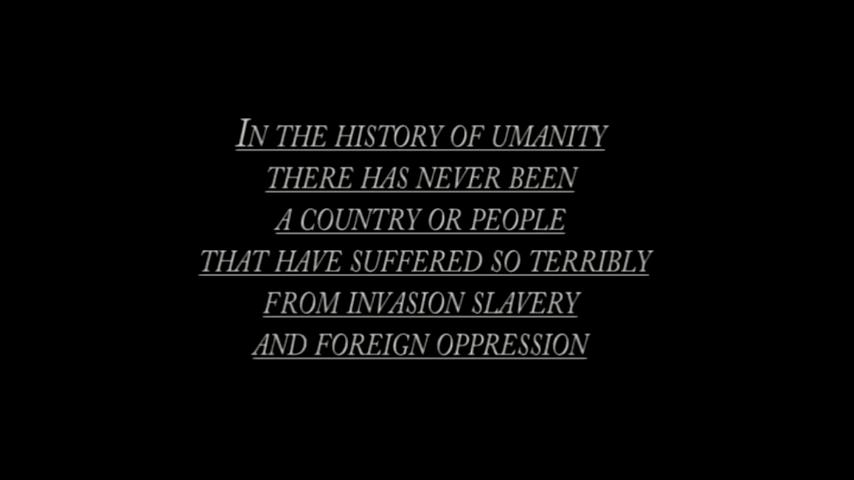 In the history of umanity
there has never been
a country or people
that have suffered so terribly
from invasion slavery
and foreign oppression